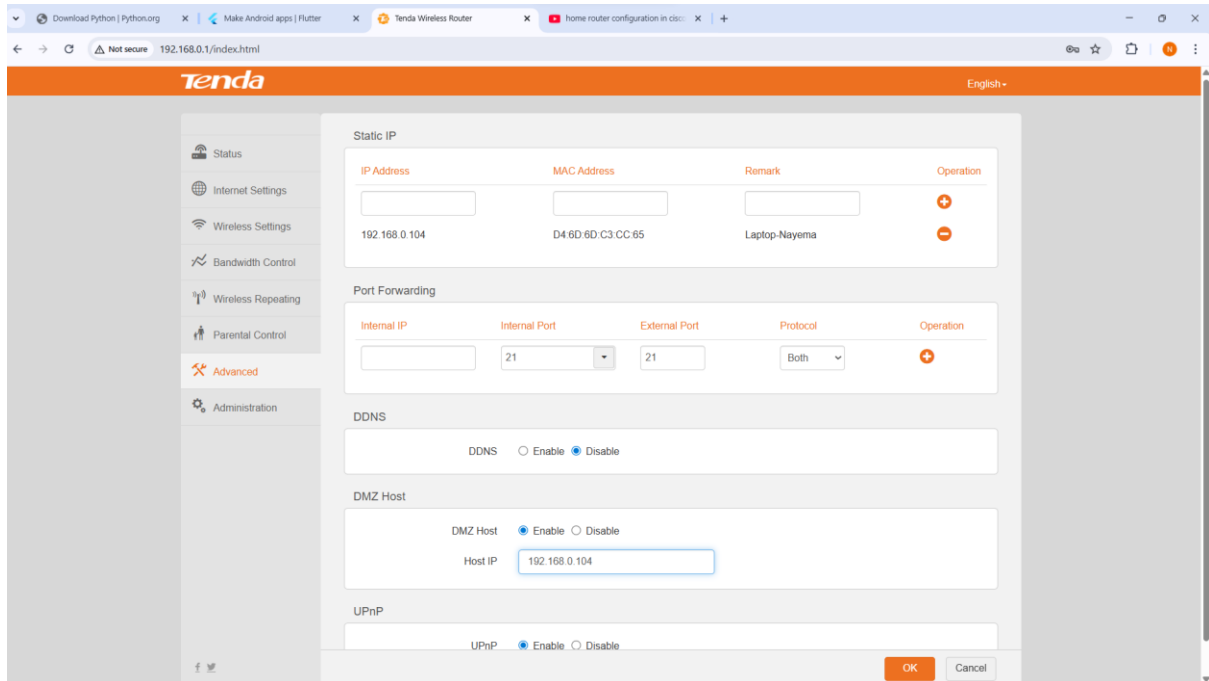 Download Python | Python.org
Make Android apps | Flutter
Tenda Wireless Router
home router configuration in cisc
Not secure 192.168.0.1/index.html
N
Tenda
English
Status
Internet Settings
Wireless Settings
Bandwidth Control
Wireless Repeating
Parental Control
Advanced
Administration
Static IP
IP Address MAC Address Remark Operation
192.168.0.104 D4:6D:6D:C3:CC:65 Laptop-Nayema
Port Forwarding
Internal IP Internal Port External Port Protocol Operation
21 21 Both
DDNS
DDNS Enable Disable
DMZ Host
DMZ Host Enable Disable
Host IP 192.168.0.104
UPnP
UPnP Enable Disable
OK Cancel